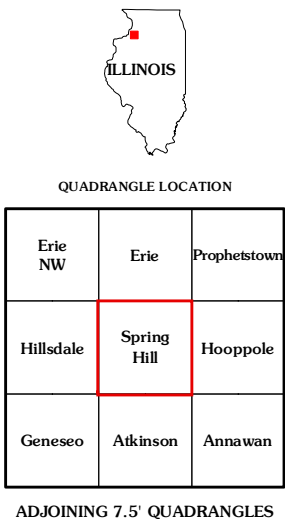 ILLINOIS
QUADRANGLE LOCATION
Erie
NW
Erie
Prophetstown
Hillsdale
Spring
Hill
Hooppole
Geneseo
Atkinson
Annawan
ADJOINING 7.5' QUADRANGLES